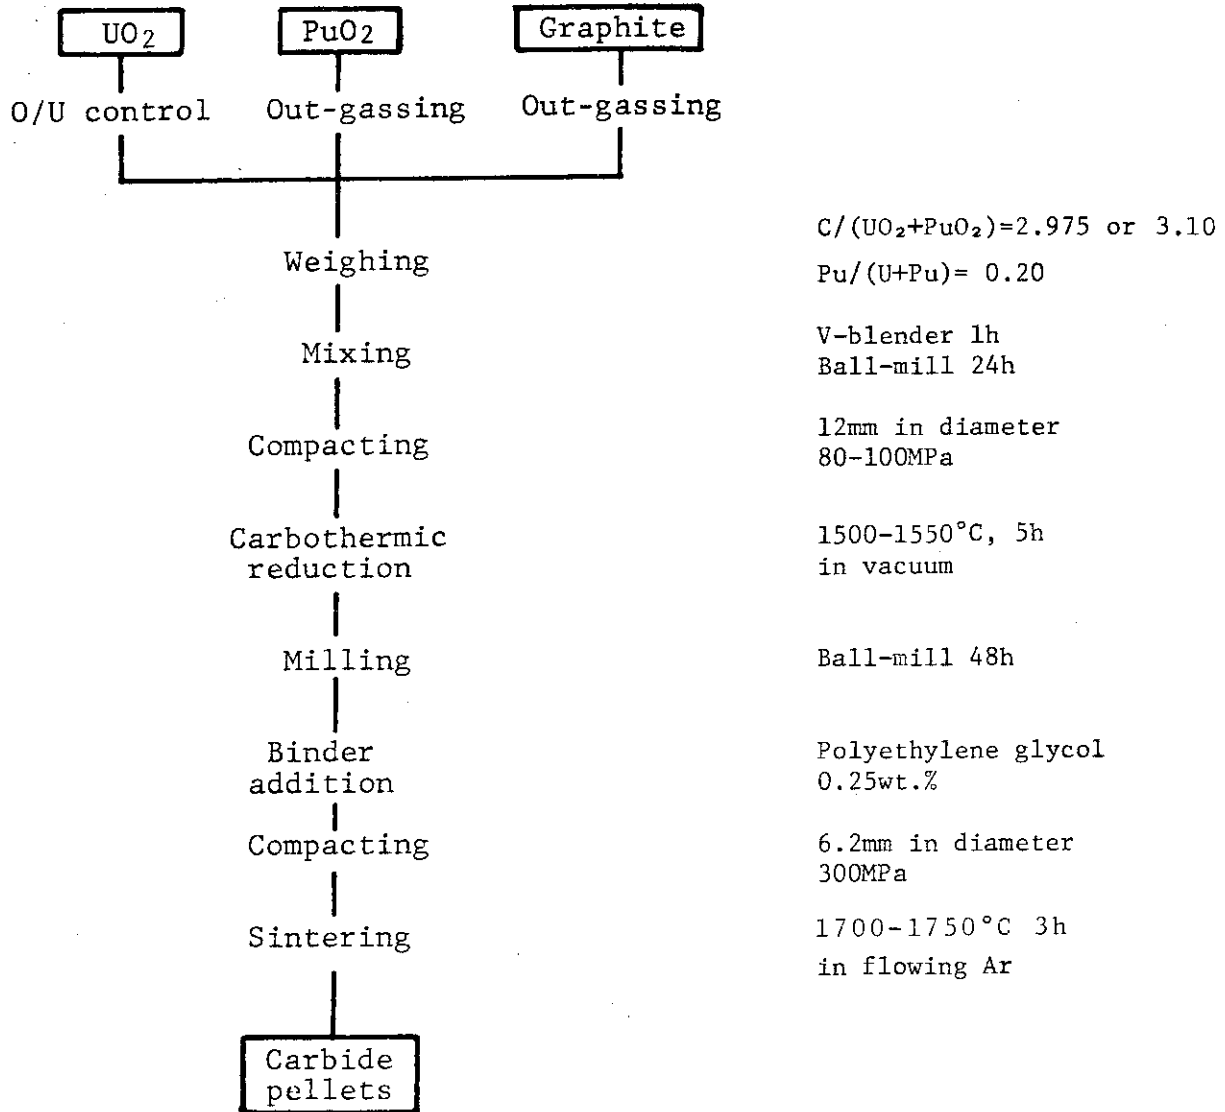 UO₂ PuO₂ Graphite
O/U control Out-gassing Out-gassing
C/(UO₂+PuO₂)=2.975 or 3.10
Weighing
Pu/(U+Pu)= 0.20
V-blender 1h
Mixing
Ball-mill 24h
12mm in diameter
Compacting
80-100MPa
Carbothermic
reduction
1500-1550°C, 5h
in vacuum
Milling
Ball-mill 48h
Binder
addition
Polyethylene glycol
0.25wt.%
Compacting
6.2mm in diameter
300MPa
Sintering
1700-1750°C 3h
in flowing Ar
Carbide
pellets